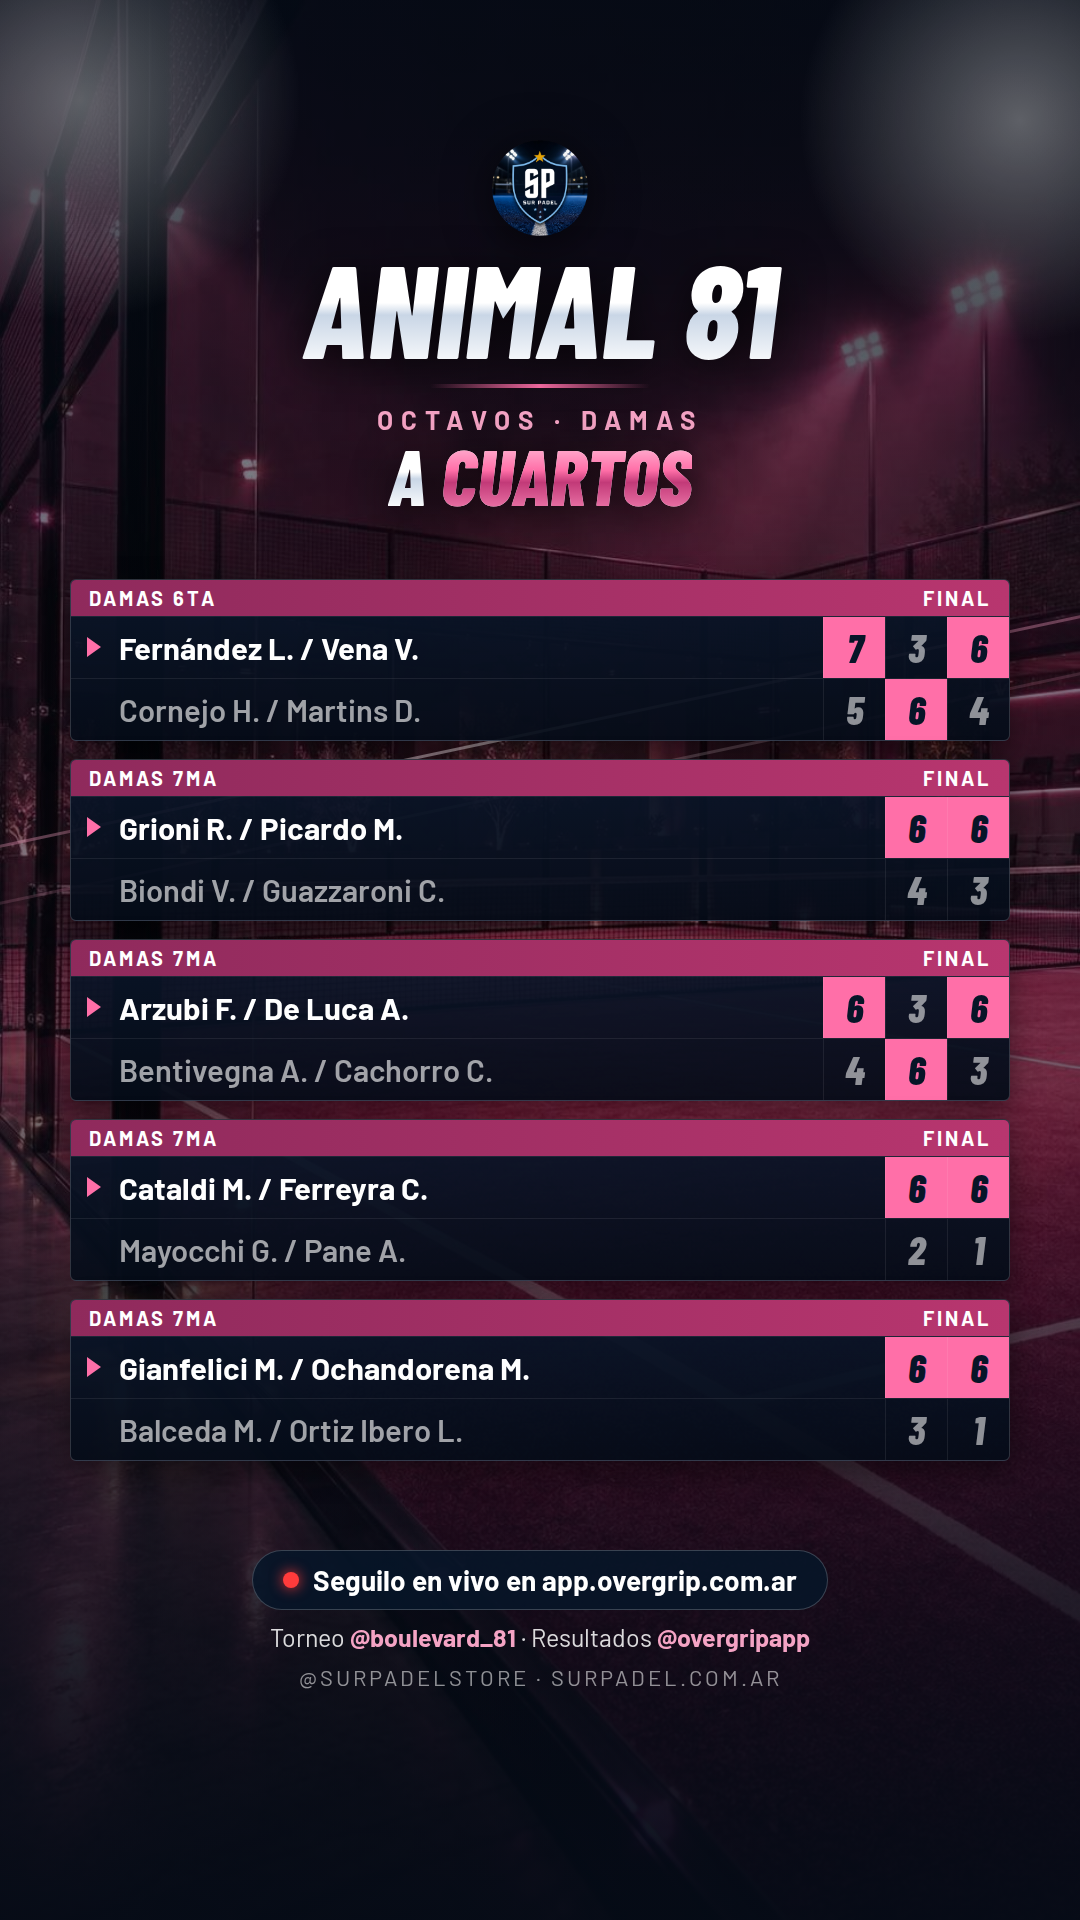 SP
SUR PADEL
ANIMAL 81
OCTAVOS · DAMAS
A CUARTOS
DAMAS 6TA FINAL
Fernández L. / Vena V. 7 3 6
Cornejo H. / Martins D. 5 6 4
DAMAS 7MA FINAL
Grioni R. / Picardo M. 6 6
Biondi V. / Guazzaroni C. 4 3
DAMAS 7MA FINAL
Arzubi F. / De Luca A. 6 3 6
Bentivegna A. / Cachorro C. 4 6 3
DAMAS 7MA FINAL
Cataldi M. / Ferreyra C. 6 6
Mayocchi G. / Pane A. 2 1
DAMAS 7MA FINAL
Gianfelici M. / Ochandorena M. 6 6
Balceda M. / Ortiz Ibero L. 3 1
Seguilo en vivo en app.overgrip.com.ar
Torneo @boulevard_81 · Resultados @overgripapp
@SURPADELSTORE · SURPADEL.COM.AR